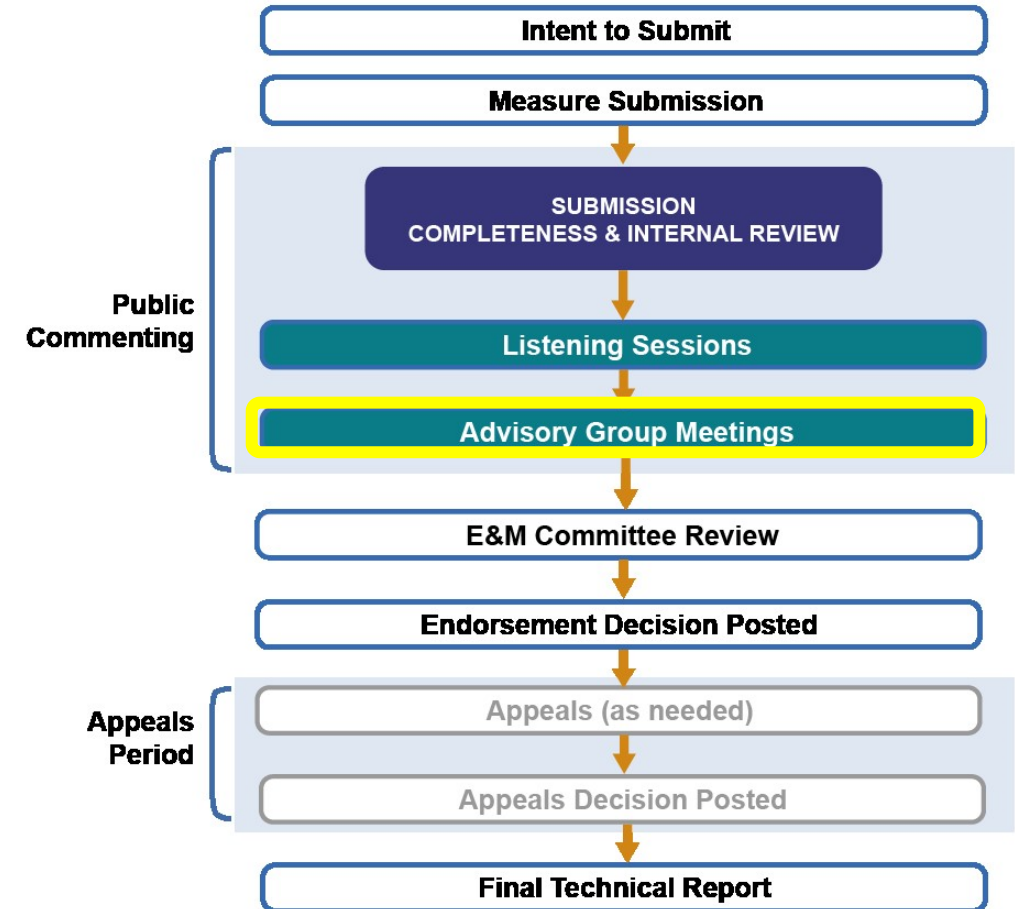 Intent to Submit
Measure Submission
SUBMISSION
COMPLETENESS & INTERNAL REVIEW
Public
Commenting
Listening Sessions
Advisory Group Meetings
E&M Committee Review
Endorsement Decision Posted
Appeals (as needed)
Appeals
Period
Appeals Decision Posted
Final Technical Report